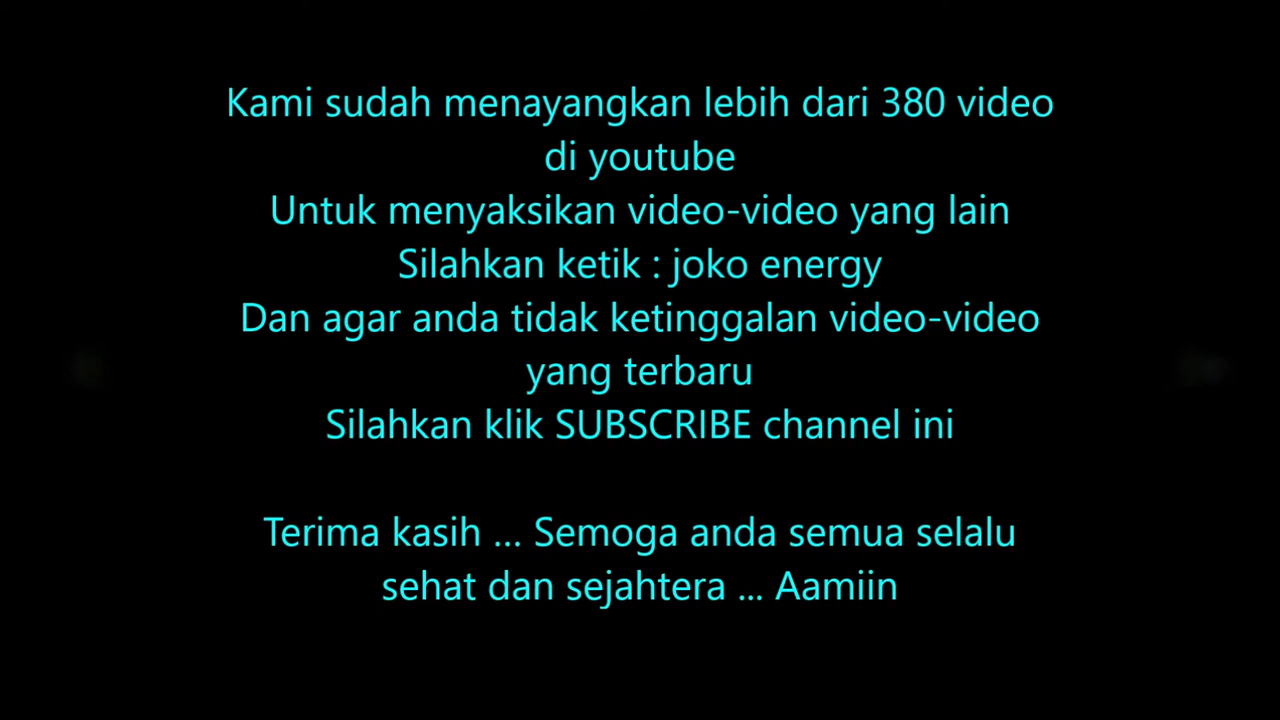 Kami sudah menayangkan lebih dari 380 video
di youtube
Untuk menyaksikan video-video yang lain
Silahkan ketik : joko energy
Dan agar anda tidak ketinggalan video-video
yang terbaru
Silahkan klik SUBSCRIBE channel ini
Terima kasih ... Semoga anda semua selalu
sehat dan sejahtera ... Aamiin